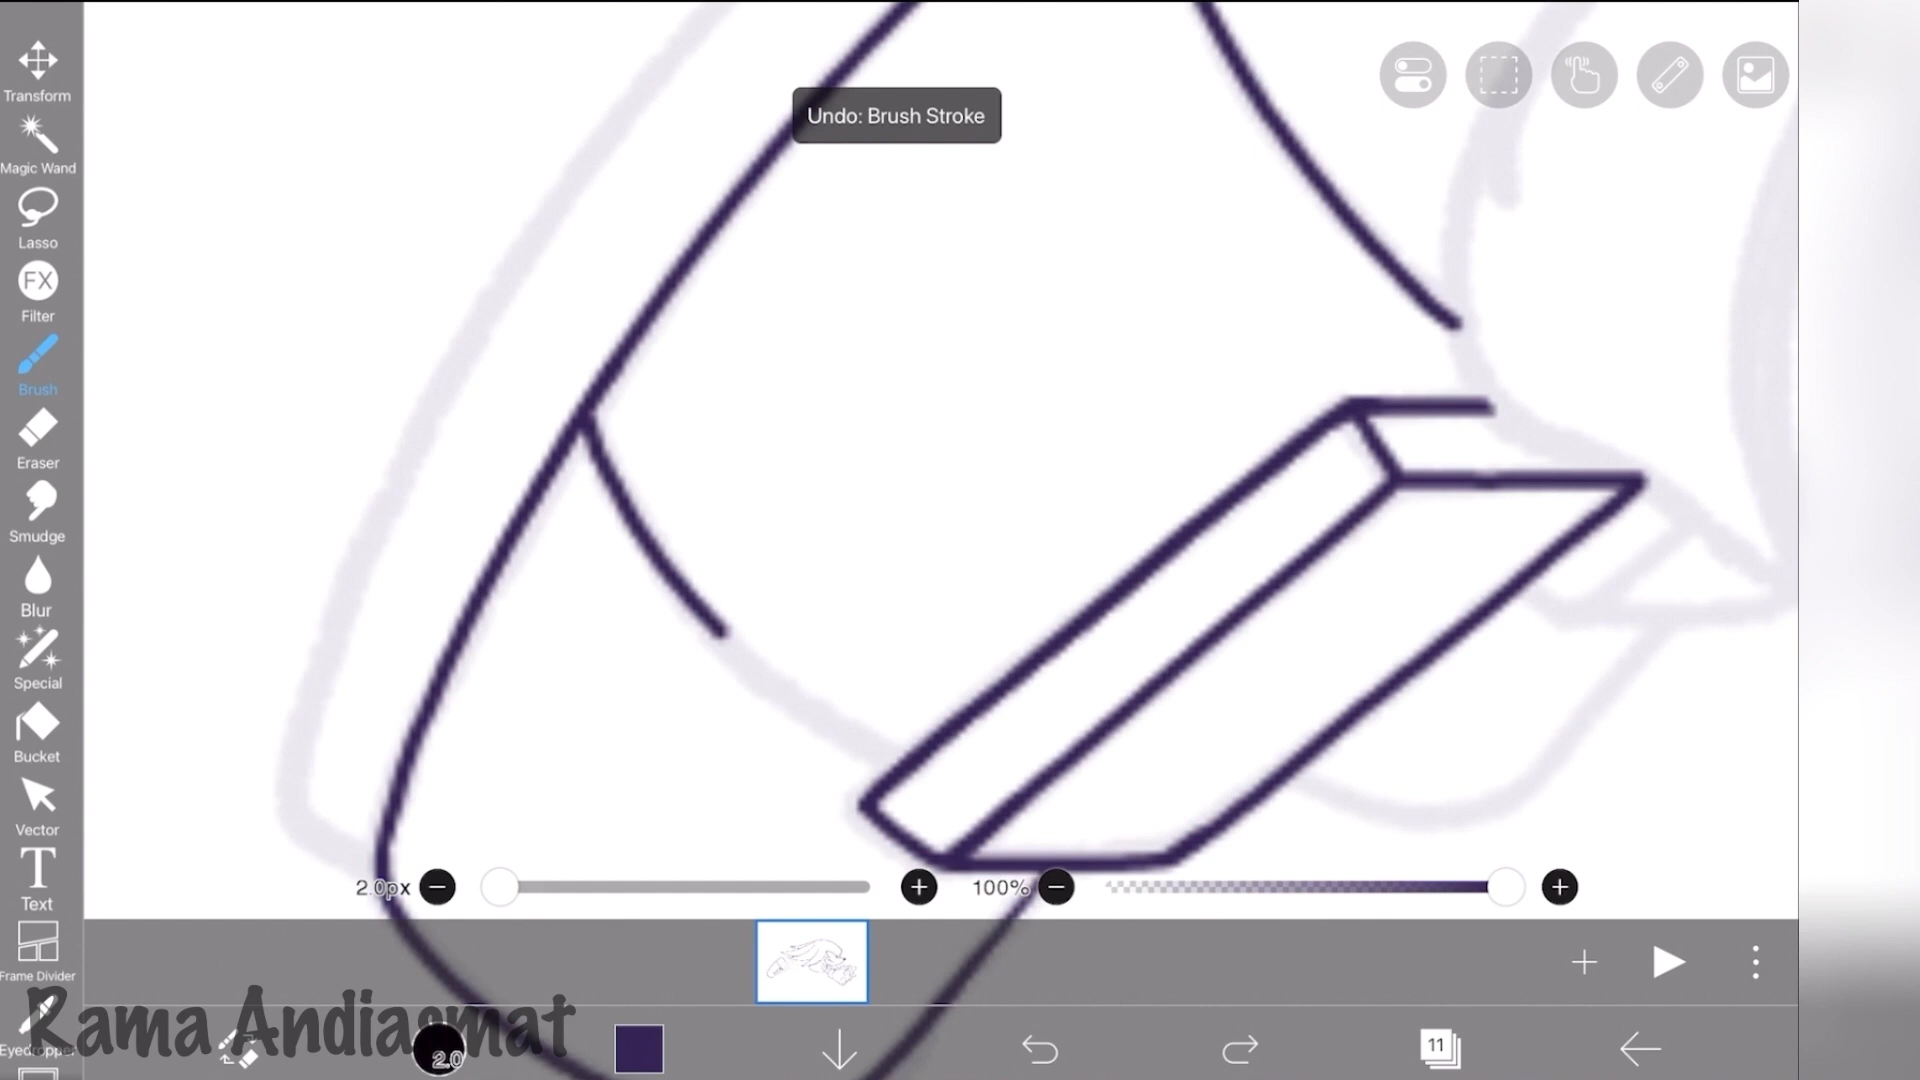 Transform
Magic Wand
Lasso
FX
Filter
Brush
Eraser
Smudge
Blur
Special
Bucket
Vector
T
Text
Frame Divider
Eyedropper
Undo: Brush Stroke
2.0px
100%
Rama Andiasmat
2.0
11